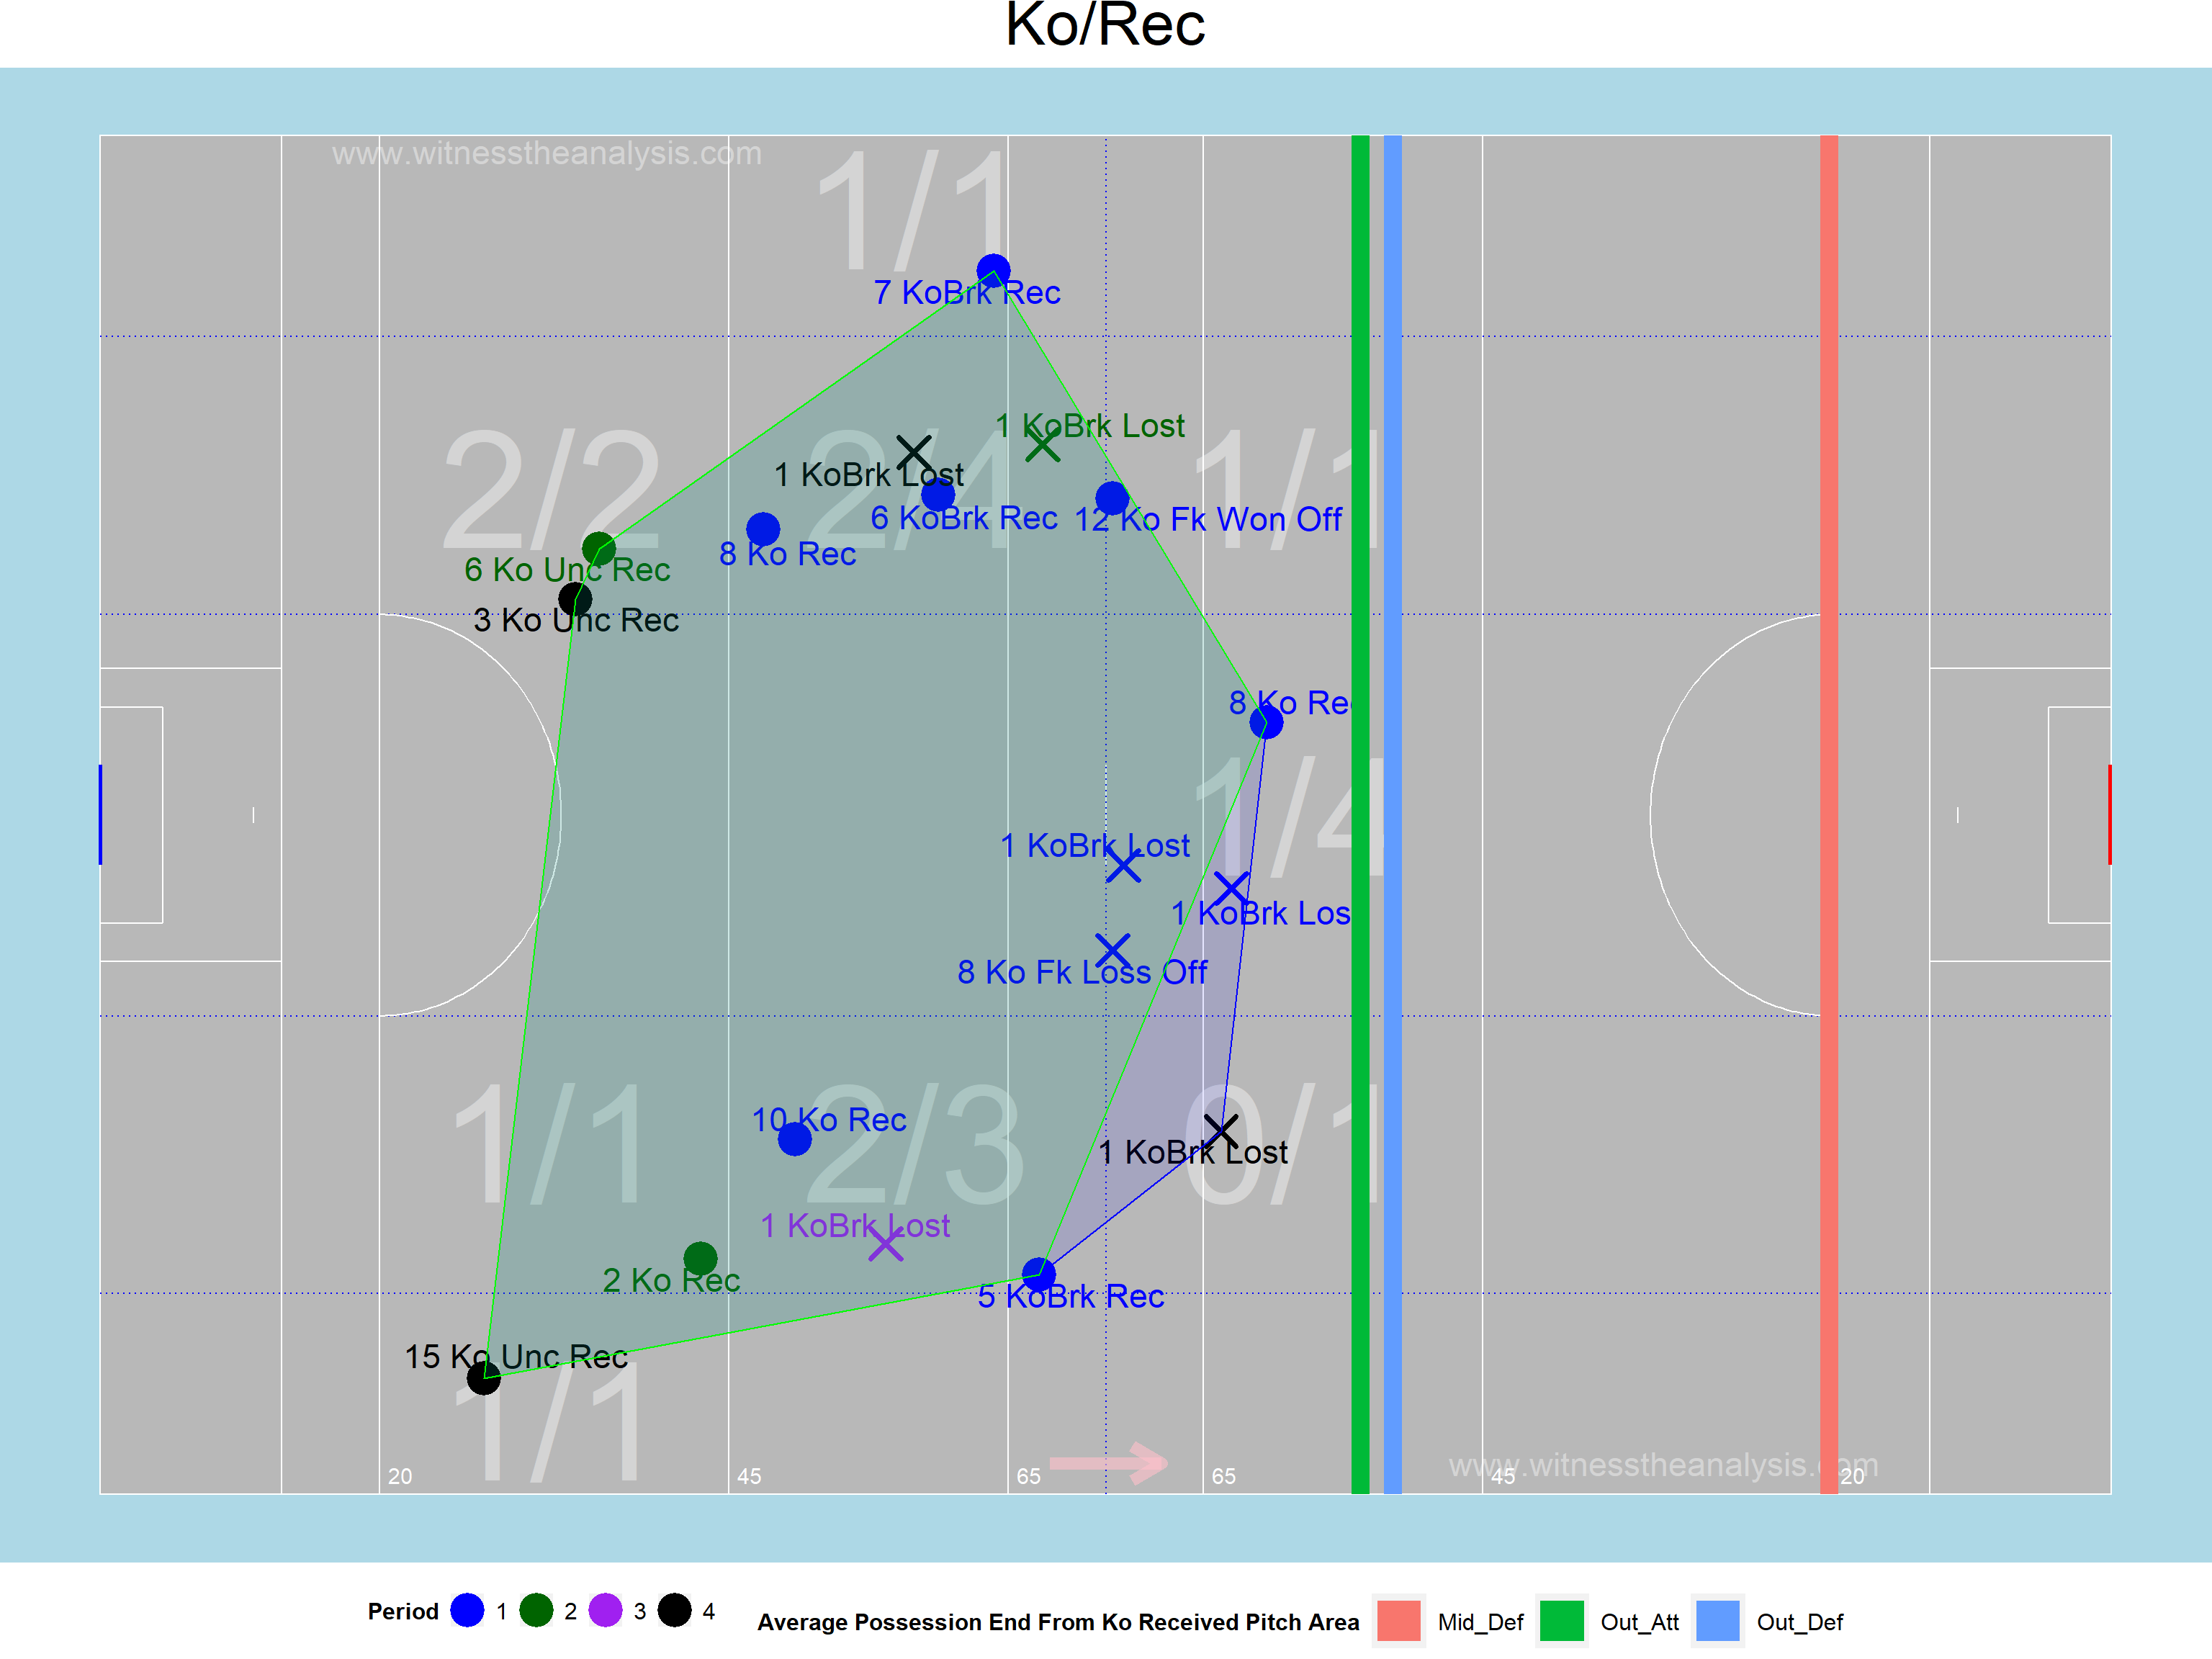 Ko/Rec
www.witnesstheanalysis.com
1/1
7 KoBrk Rec
1 KoBrk Lost
2/2
2/4
1/1
1 KoBrk Lost
6 KoBrk Rec
12 Ko Fk Won Off
8 Ko Rec
6 Ko Unc Rec
3 Ko Unc Rec
8 Ko Rec
1/4
1 KoBrk Lost
1 KoBrk Los
8 Ko Fk Loss Off
1/1
2/3
0/1
10 Ko Rec
1 KoBrk Lost
1 KoBrk Lost
2 Ko Rec
5 KoBrk Rec
15 Ko Unc Rec
1/1
www.witnesstheanalysis.com
20 45 65 65 45 20
Period 1 2 3 4
Average Possession End From Ko Received Pitch Area Mid_Def Out_Att Out_Def